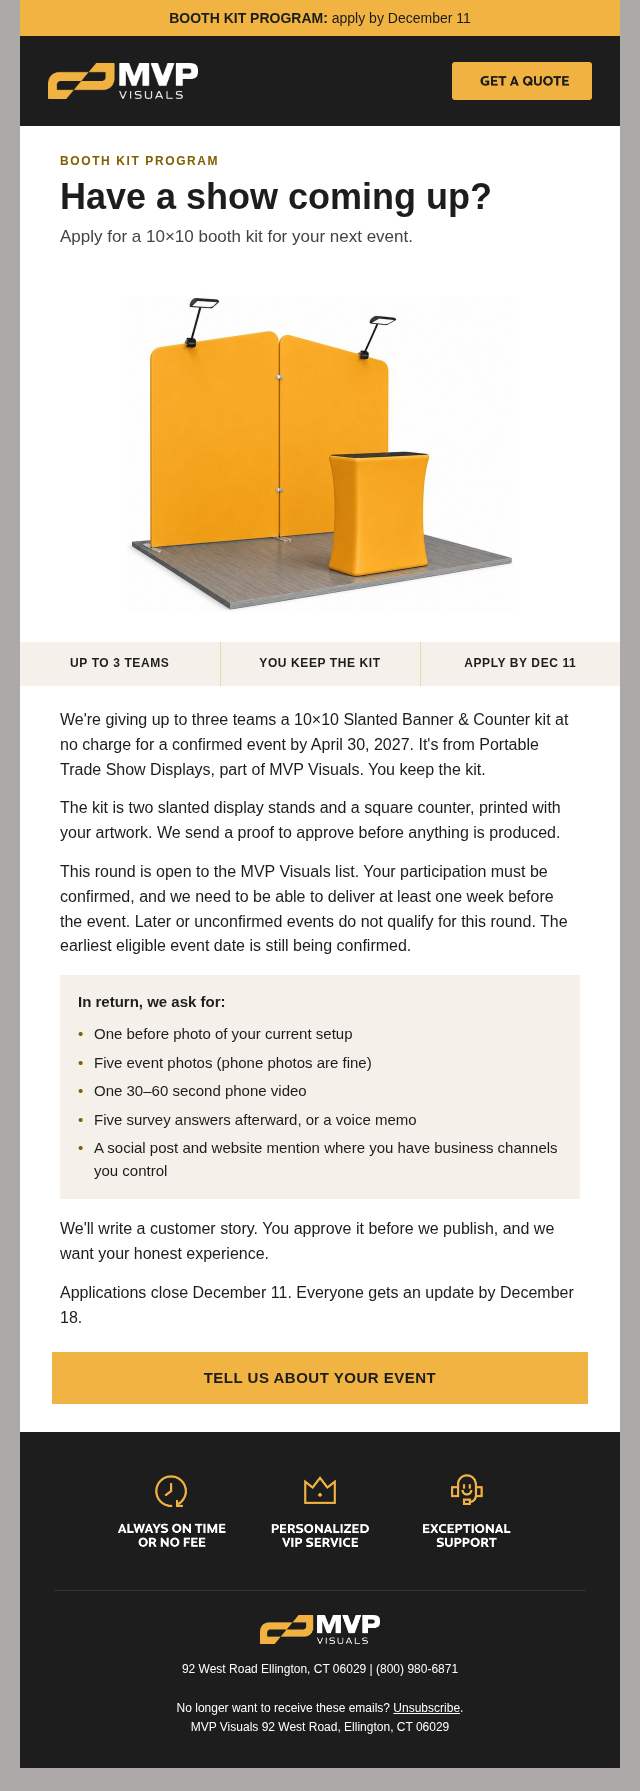 BOOTH KIT PROGRAM: apply by December 11
MVP
VISUALS
GET A QUOTE
BOOTH KIT PROGRAM
Have a show coming up?
Apply for a 10×10 booth kit for your next event.
UP TO 3 TEAMS
YOU KEEP THE KIT
APPLY BY DEC 11
We're giving up to three teams a 10×10 Slanted Banner & Counter kit at
no charge for a confirmed event by April 30, 2027. It's from Portable
Trade Show Displays, part of MVP Visuals. You keep the kit.
The kit is two slanted display stands and a square counter, printed with
your artwork. We send a proof to approve before anything is produced.
This round is open to the MVP Visuals list. Your participation must be
confirmed, and we need to be able to deliver at least one week before
the event. Later or unconfirmed events do not qualify for this round. The
earliest eligible event date is still being confirmed.
In return, we ask for:
• One before photo of your current setup
• Five event photos (phone photos are fine)
• One 30–60 second phone video
• Five survey answers afterward, or a voice memo
• A social post and website mention where you have business channels
you control
We'll write a customer story. You approve it before we publish, and we
want your honest experience.
Applications close December 11. Everyone gets an update by December
18.
TELL US ABOUT YOUR EVENT
ALWAYS ON TIME
OR NO FEE
PERSONALIZED
VIP SERVICE
EXCEPTIONAL
SUPPORT
MVP
VISUALS
92 West Road Ellington, CT 06029 | (800) 980-6871
No longer want to receive these emails? Unsubscribe.
MVP Visuals 92 West Road, Ellington, CT 06029